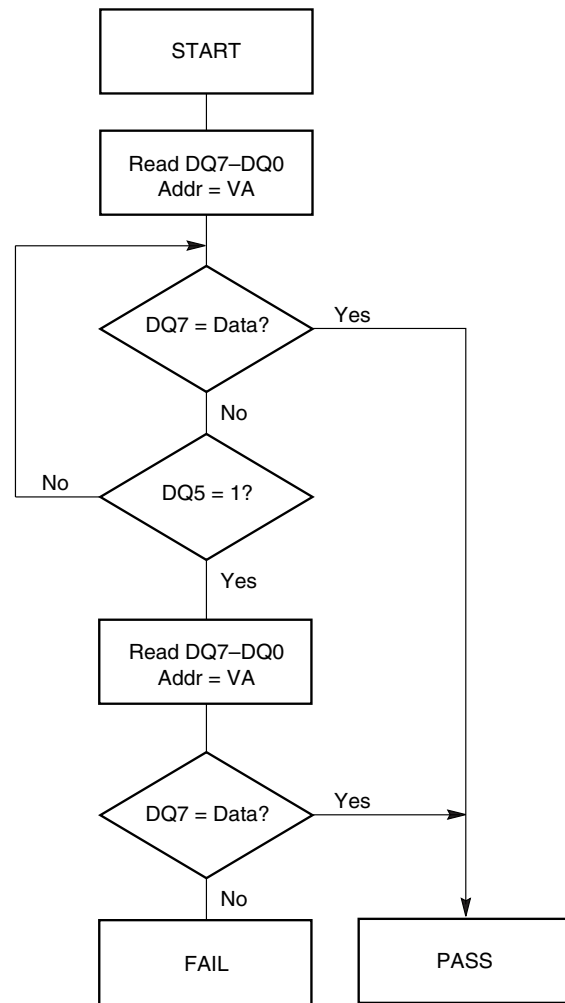 START
Read DQ7–DQ0
Addr = VA
DQ7 = Data?
Yes
No
No
DQ5 = 1?
Yes
Read DQ7–DQ0
Addr = VA
DQ7 = Data?
Yes
No
FAIL
PASS